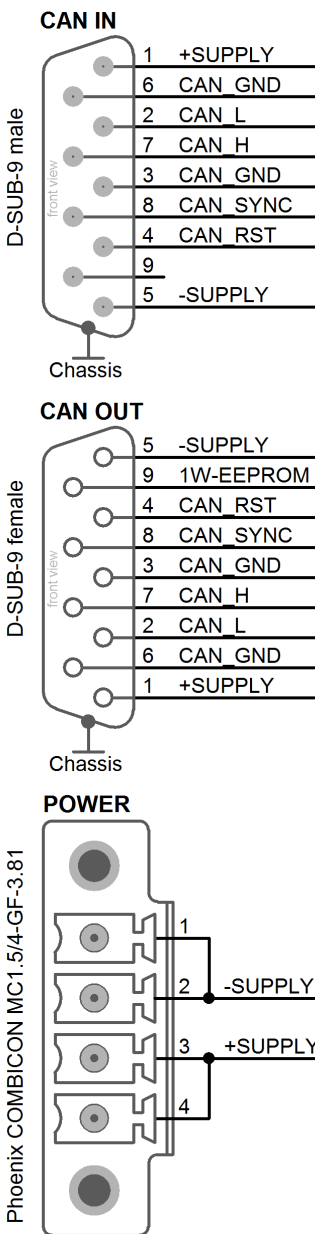 CAN IN
D-SUB-9 male
front view
1 +SUPPLY
6 CAN_GND
2 CAN_L
7 CAN_H
3 CAN_GND
8 CAN_SYNC
4 CAN_RST
9
5 -SUPPLY
Chassis
CAN OUT
D-SUB-9 female
front view
5 -SUPPLY
9 1W-EEPROM
4 CAN_RST
8 CAN_SYNC
3 CAN_GND
7 CAN_H
2 CAN_L
6 CAN_GND
1 +SUPPLY
Chassis
POWER
Phoenix COMBICON MC1.5/4-GF-3.81
1
2 -SUPPLY
3 +SUPPLY
4